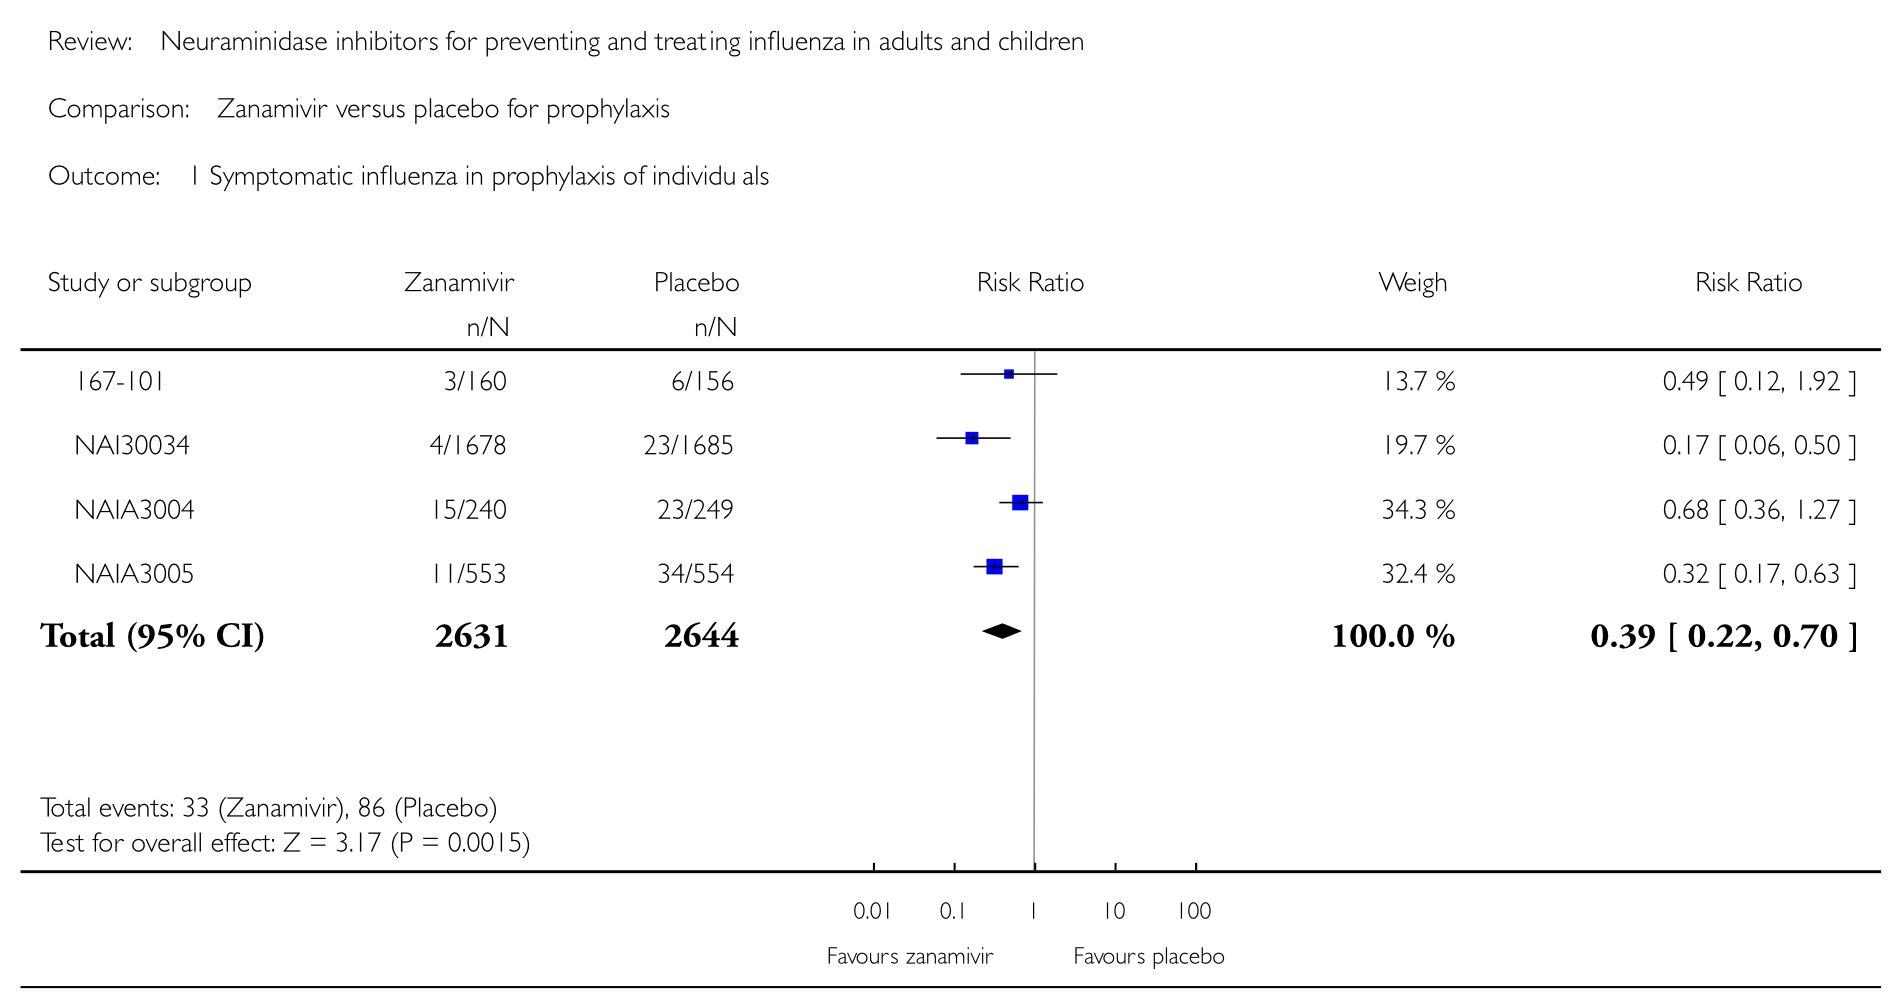 Review: Neuraminidase inhibitors for preventing and treating influenza in adults and children
Comparison: Zanamivir versus placebo for prophylaxis
Outcome: 1 Symptomatic influenza in prophylaxis of individu als
Study or subgroup Zanamivir Placebo Risk Ratio Weigh Risk Ratio
n/N n/N
167-101 3/160 6/156 13.7 % 0.49 [ 0.12, 1.92 ]
NAI30034 4/1678 23/1685 19.7 % 0.17 [ 0.06, 0.50 ]
NAIA3004 15/240 23/249 34.3 % 0.68 [ 0.36, 1.27 ]
NAIA3005 11/553 34/554 32.4 % 0.32 [ 0.17, 0.63 ]
Total (95% CI) 2631 2644 100.0 % 0.39 [ 0.22, 0.70 ]
Total events: 33 (Zanamivir), 86 (Placebo)
Test for overall effect: Z = 3.17 (P = 0.0015)
0.01 0.1 1 10 100
Favours zanamivir Favours placebo